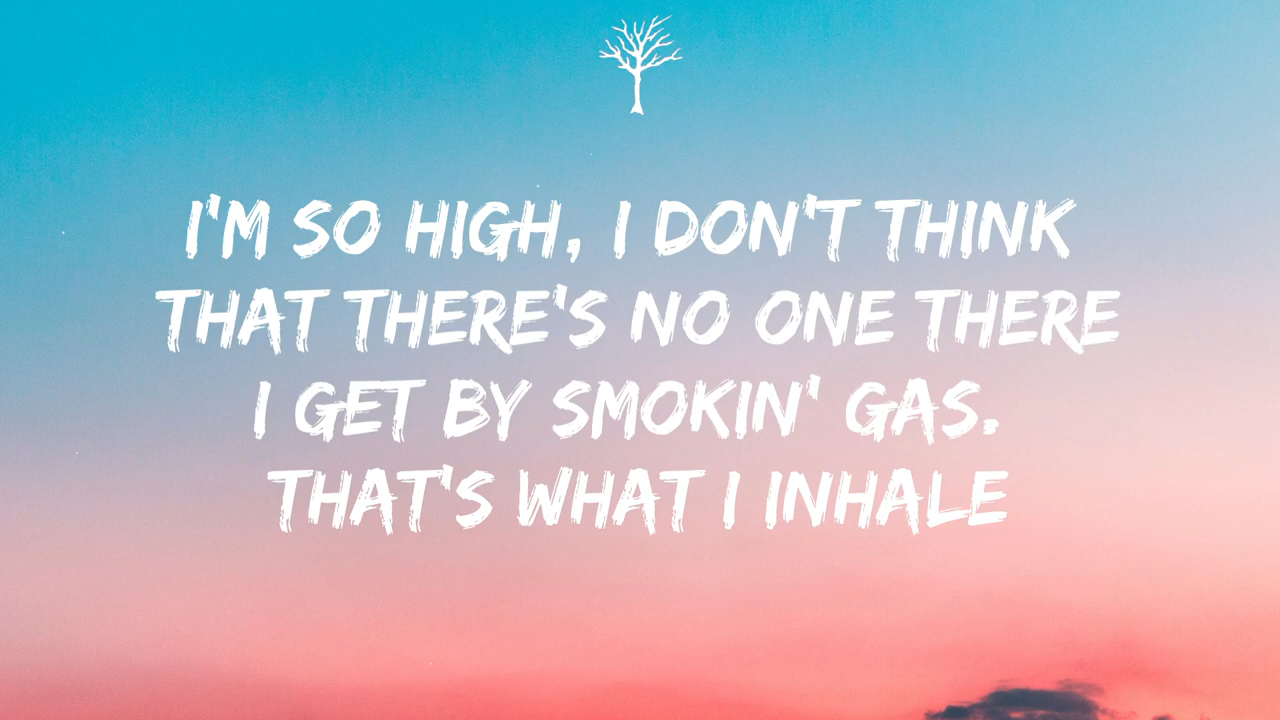 I'M SO HIGH, I DON'T THINK
THAT THERE'S NO ONE THERE
I GET BY SMOKIN' GAS.
THAT'S WHAT I INHALE